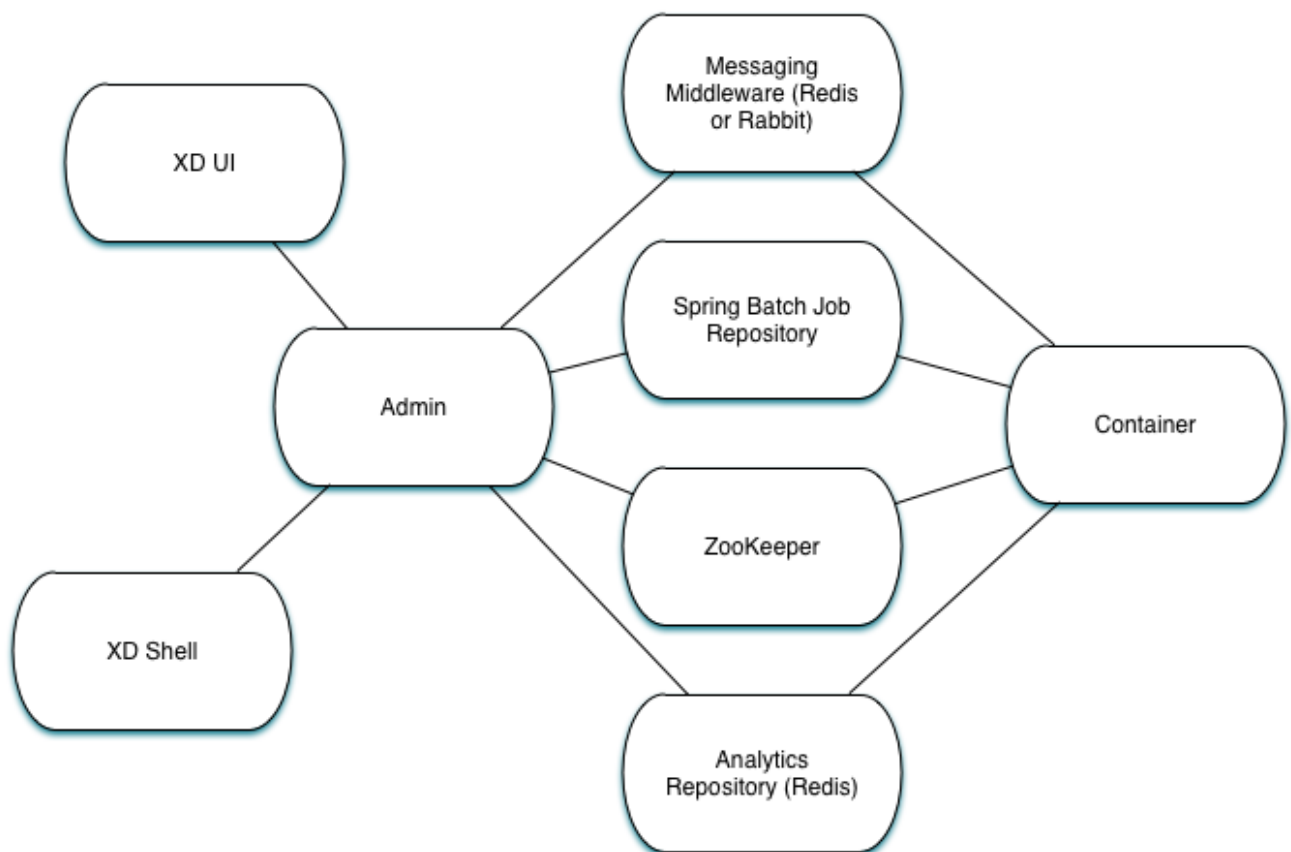 Messaging
Middleware (Redis
or Rabbit)
XD UI
Spring Batch Job
Repository
Admin
Container
ZooKeeper
XD Shell
Analytics
Repository (Redis)